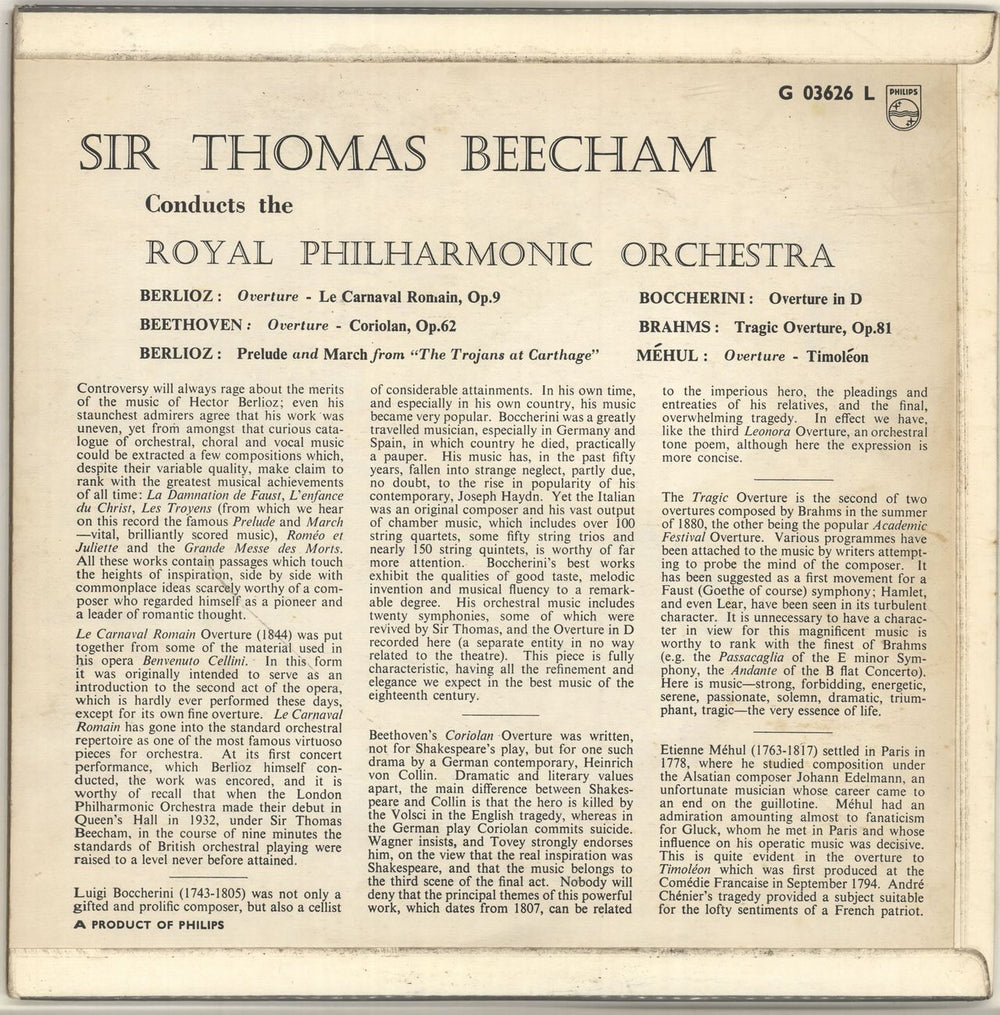 G 03626 L
PHILIPS
SIR THOMAS BEECHAM
Conducts the
ROYAL PHILHARMONIC ORCHESTRA
BERLIOZ : Overture - Le Carnaval Romain, Op.9
BEETHOVEN : Overture - Coriolan, Op.62
BERLIOZ : Prelude and March from “The Trojans at Carthage”
BOCCHERINI : Overture in D
BRAHMS : Tragic Overture, Op.81
MÉHUL : Overture - Timoléon
Controversy will always rage about the merits
of the music of Hector Berlioz; even his
staunchest admirers agree that his work was
uneven, yet from amongst that curious cata-
logue of orchestral, choral and vocal music
could be extracted a few compositions which,
despite their variable quality, make claim to
rank with the greatest musical achievements
of all time: La Damnation de Faust, L'enfance
du Christ, Les Troyens (from which we hear
on this record the famous Prelude and March
—vital, brilliantly scored music), Roméo et
Juliette and the Grande Messe des Morts.
All these works contain passages which touch
the heights of inspiration, side by side with
commonplace ideas scarcely worthy of a com-
poser who regarded himself as a pioneer and
a leader of romantic thought.
Le Carnaval Romain Overture (1844) was put
together from some of the material used in
his opera Benvenuto Cellini. In this form
it was originally intended to serve as an
introduction to the second act of the opera,
which is hardly ever performed these days,
except for its own fine overture. Le Carnaval
Romain has gone into the standard orchestral
repertoire as one of the most famous virtuoso
pieces for orchestra. At its first concert
performance, which Berlioz himself con-
ducted, the work was encored, and it is
worthy of recall that when the London
Philharmonic Orchestra made their debut in
Queen's Hall in 1932, under Sir Thomas
Beecham, in the course of nine minutes the
standards of British orchestral playing were
raised to a level never before attained.
Luigi Boccherini (1743-1805) was not only a
gifted and prolific composer, but also a cellist
of considerable attainments. In his own time,
and especially in his own country, his music
became very popular. Boccherini was a greatly
travelled musician, especially in Germany and
Spain, in which country he died, practically
a pauper. His music has, in the past fifty
years, fallen into strange neglect, partly due,
no doubt, to the rise in popularity of his
contemporary, Joseph Haydn. Yet the Italian
was an original composer and his vast output
of chamber music, which includes over 100
string quartets, some fifty string trios and
nearly 150 string quintets, is worthy of far
more attention. Boccherini's best works
exhibit the qualities of good taste, melodic
invention and musical fluency to a remark-
able degree. His orchestral music includes
twenty symphonies, some of which were
revived by Sir Thomas, and the Overture in D
recorded here (a separate entity in no way
related to the theatre). This piece is fully
characteristic, having all the refinement and
elegance we expect in the best music of the
eighteenth century.
Beethoven's Coriolan Overture was written,
not for Shakespeare's play, but for one such
drama by a German contemporary, Heinrich
von Collin. Dramatic and literary values
apart, the main difference between Shakes-
peare and Collin is that the hero is killed by
the Volsci in the English tragedy, whereas in
the German play Coriolan commits suicide.
Wagner insists, and Tovey strongly endorses
him, on the view that the real inspiration was
Shakespeare, and that the music belongs to
the third scene of the final act. Nobody will
deny that the principal themes of this powerful
work, which dates from 1807, can be related
to the imperious hero, the pleadings and
entreaties of his relatives, and the final,
overwhelming tragedy. In effect we have,
like the third Leonora Overture, an orchestral
tone poem, although here the expression is
more concise.
The Tragic Overture is the second of two
overtures composed by Brahms in the summer
of 1880, the other being the popular Academic
Festival Overture. Various programmes have
been attached to the music by writers attempt-
ing to probe the mind of the composer. It
has been suggested as a first movement for a
Faust (Goethe of course) symphony; Hamlet,
and even Lear, have been seen in its turbulent
character. It is unnecessary to have a charac-
ter in view for this magnificent music is
worthy to rank with the finest of Brahms
(e.g. the Passacaglia of the E minor Sym-
phony, the Andante of the B flat Concerto).
Here is music—strong, forbidding, energetic,
serene, passionate, solemn, dramatic, trium-
phant, tragic—the very essence of life.
Etienne Méhul (1763-1817) settled in Paris in
1778, where he studied composition under
the Alsatian composer Johann Edelmann, an
unfortunate musician whose career came to
an end on the guillotine. Méhul had an
admiration amounting almost to fanaticism
for Gluck, whom he met in Paris and whose
influence on his operatic music was decisive.
This is quite evident in the overture to
Timoléon which was first produced at the
Comédie Francaise in September 1794. André
Chénier's tragedy provided a subject suitable
for the lofty sentiments of a French patriot.
A PRODUCT OF PHILIPS